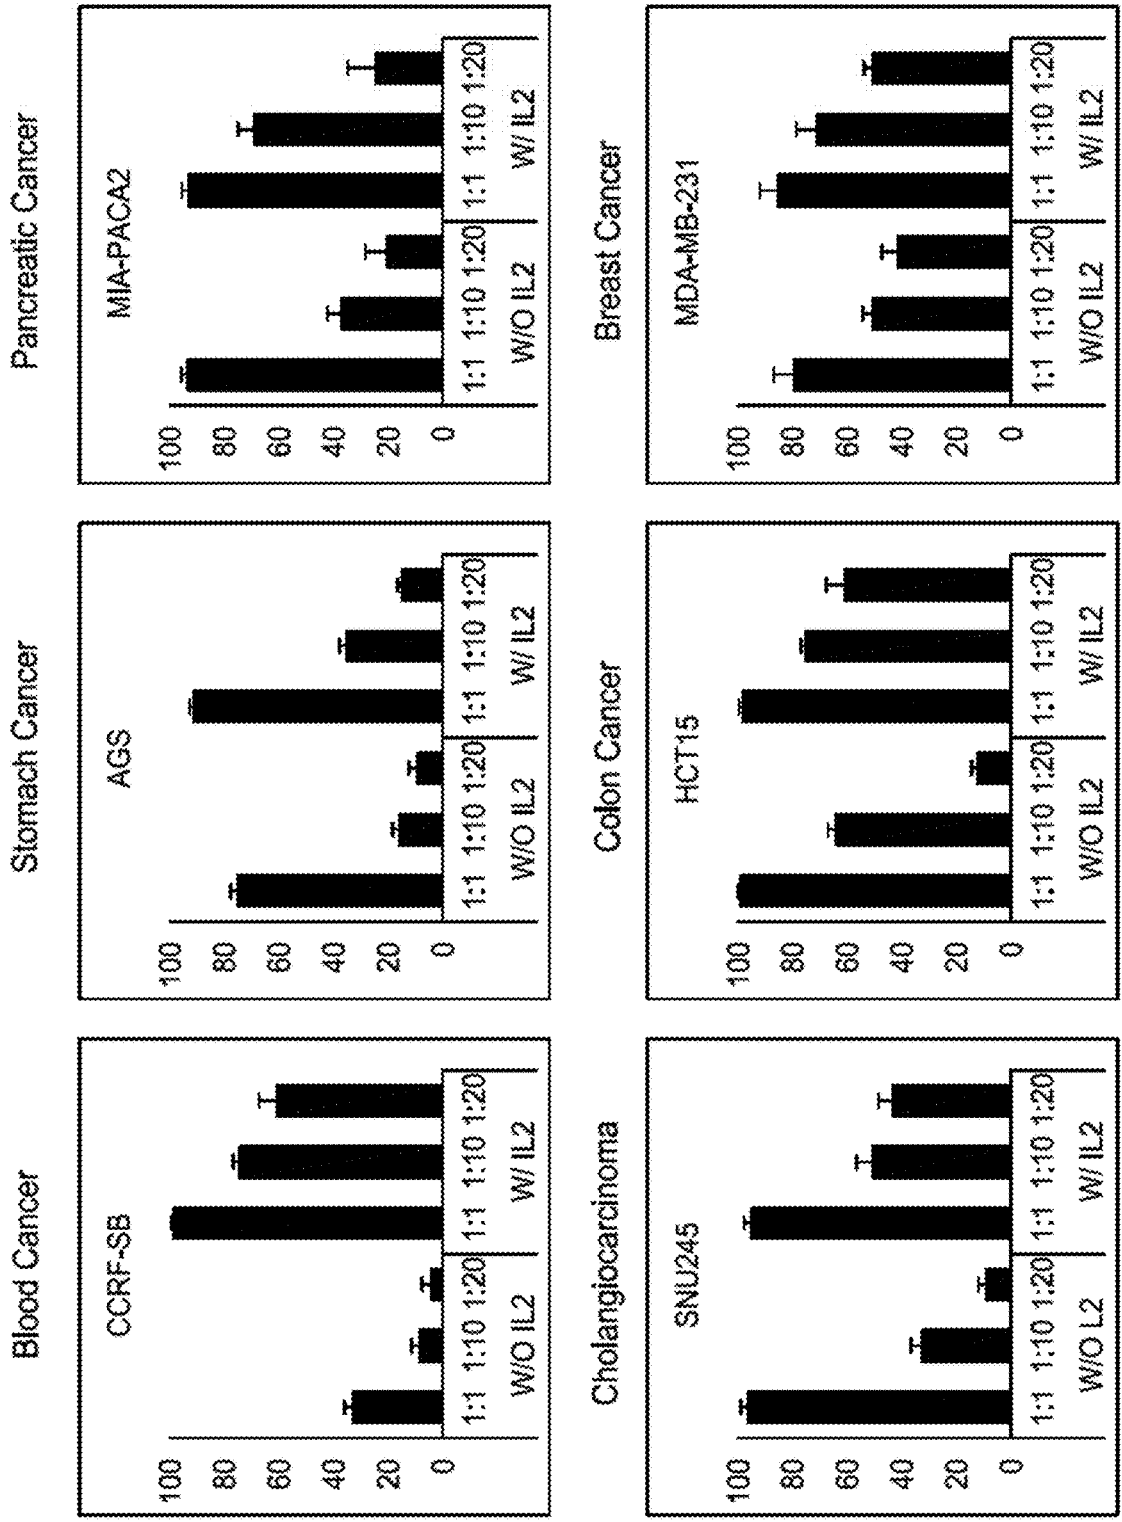 Blood Cancer
CCRF-SB
100
80
60
40
20
0
1:1 1:10 1:20 1:1 1:10 1:20
W/O IL2 W/ IL2
Stomach Cancer
AGS
100
80
60
40
20
0
1:1 1:10 1:20 1:1 1:10 1:20
W/O IL2 W/ IL2
Pancreatic Cancer
MIA-PACA2
100
80
60
40
20
0
1:1 1:10 1:20 1:1 1:10 1:20
W/O IL2 W/ IL2
Cholangiocarcinoma
SNU245
100
80
60
40
20
0
1:1 1:10 1:20 1:1 1:10 1:20
W/O L2 W/ IL2
Colon Cancer
HCT15
100
80
60
40
20
0
1:1 1:10 1:20 1:1 1:10 1:20
W/O IL2 W/ IL2
Breast Cancer
MDA-MB-231
100
80
60
40
20
0
1:1 1:10 1:20 1:1 1:10 1:20
W/O IL2 W/ IL2